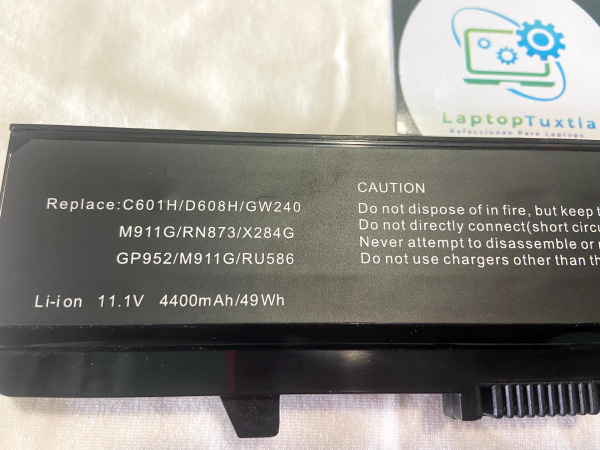 LaptopTuxtla
Refacciones Para Laptops
Replace:C601H/D608H/GW240
M911G/RN873/X284G
GP952/M911G/RU586
Li-ion 11.1V 4400mAh/49Wh
CAUTION
Do not dispose of in fire, but keep
Do not directly connect(short
Never attempt to disassemble or
Do not use chargers other than